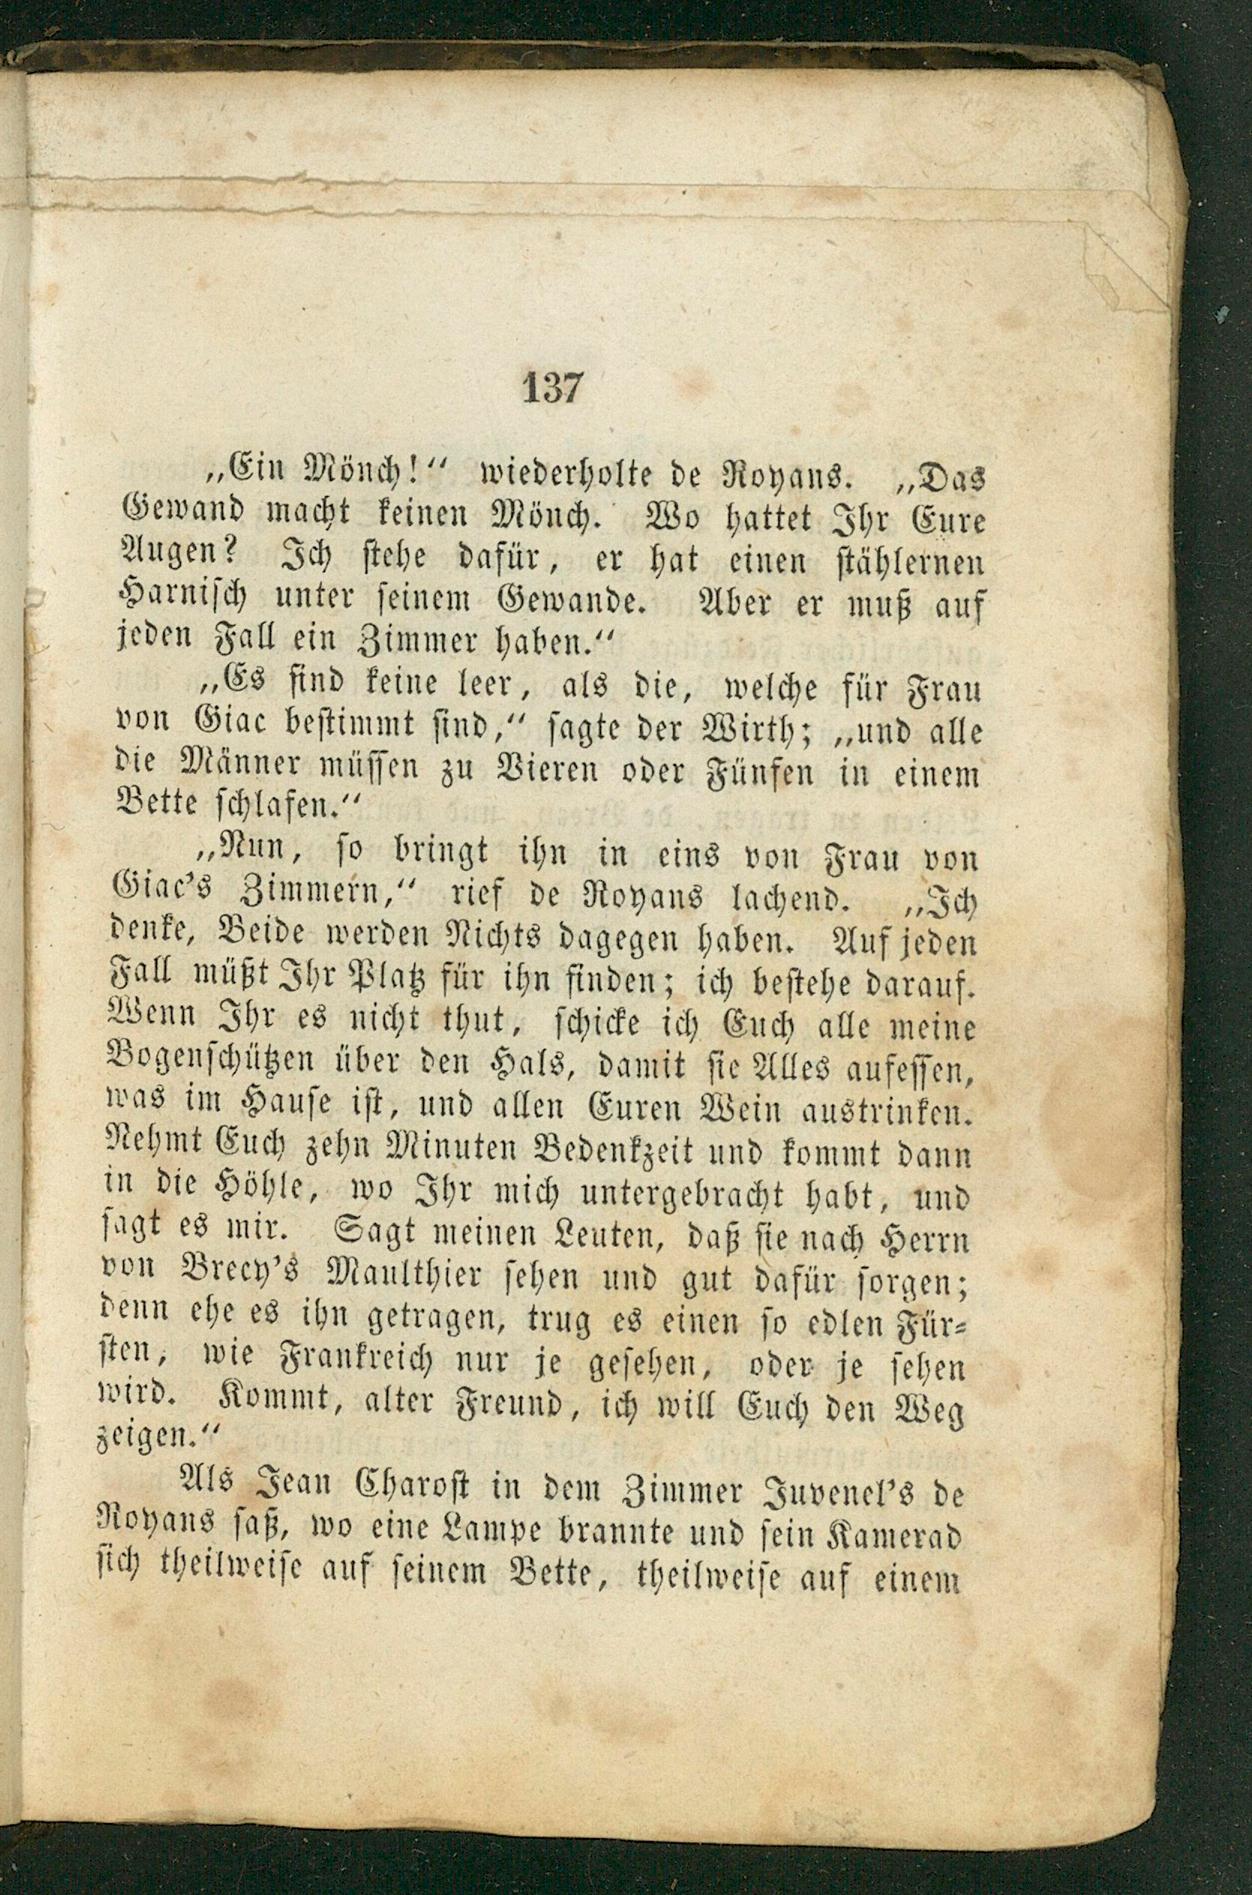 137
„Ein Mönch!“ wiederholte de Royans. „Das
Gewand macht keinen Mönch. Wo hattet Ihr Eure
Augen? Ich stehe dafür, er hat einen stählernen
Harnisch unter seinem Gewande. Aber er muß auf
jeden Fall ein Zimmer haben.“
„Es sind keine leer, als die, welche für Frau
von Giac bestimmt sind,“ sagte der Wirth; „und alle
die Männer müssen zu Vieren oder Fünfen in einem
Bette schlafen.“
„Nun, so bringt ihn in eins von Frau von
Giac's Zimmern,“ rief de Royans lachend. „Ich
denke, Beide werden Nichts dagegen haben. Auf jeden
Fall müßt Ihr Platz für ihn finden; ich bestehe darauf.
Wenn Ihr es nicht thut, schicke ich Euch alle meine
Bogenschützen über den Hals, damit sie Alles aufessen,
was im Hause ist, und allen Euren Wein austrinken.
Nehmt Euch zehn Minuten Bedenkzeit und kommt dann
in die Höhle, wo Ihr mich untergebracht habt, und
sagt es mir. Sagt meinen Leuten, daß sie nach Herrn
von Brecy's Maulthier sehen und gut dafür sorgen;
denn ehe es ihn getragen, trug es einen so edlen Für-
sten, wie Frankreich nur je gesehen, oder je sehen
wird. Kommt, alter Freund, ich will Euch den Weg
zeigen.“
Als Jean Charost in dem Zimmer Juvenel's de
Royans saß, wo eine Lampe brannte und sein Kamerad
sich theilweise auf seinem Bette, theilweise auf einem